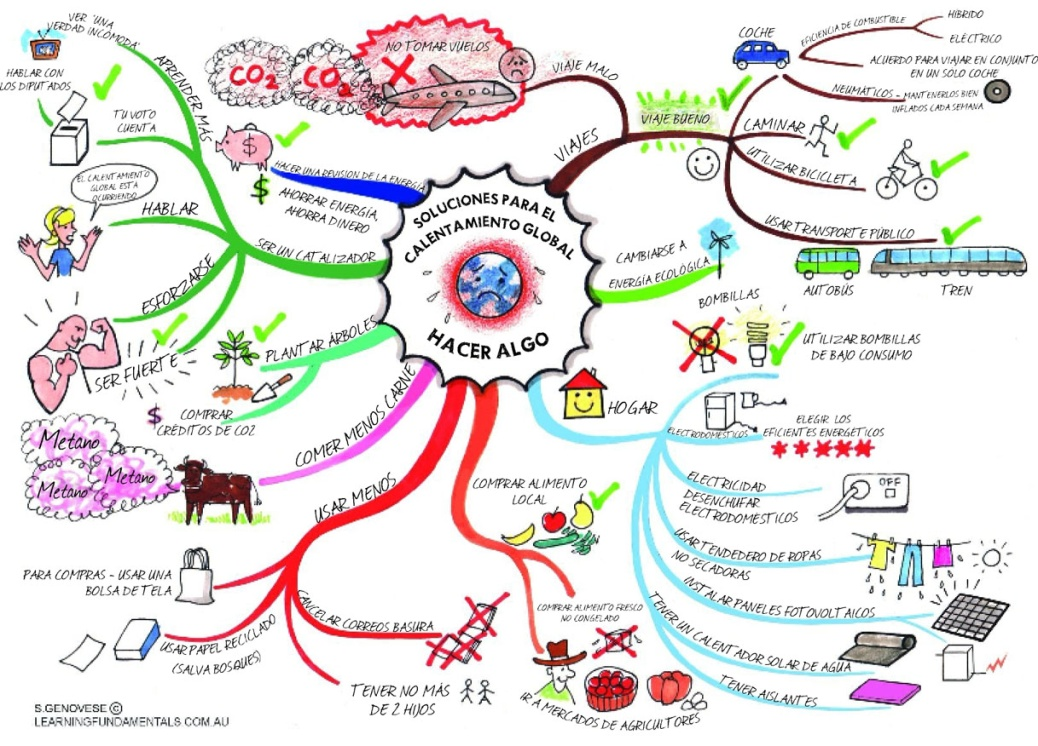 SOLUCIONES PARA EL
CALENTAMIENTO GLOBAL
HACER ALGO
VIAJES
VIAJE MALO
NO TOMAR VUELOS
CO2
CO2
VIAJE BUENO
COCHE
EFICIENCIA DE COMBUSTIBLE
HIBRIDO
ELÉCTRICO
ACUERDO PARA VIAJAR EN CONJUNTO
EN UN SOLO COCHE
NEUMÁTICOS - MANTENERLOS BIEN
INFLADOS CADA SEMANA
CAMINAR
UTILIZAR BICICLETA
USAR TRANSPORTE PÚBLICO
AUTOBÚS
TREN
CAMBIARSE A
ENERGÍA ECOLÓGICA
HOGAR
BOMBILLAS
UTILIZAR BOMBILLAS
DE BAJO CONSUMO
ELECTRODOMÉSTICOS
ELEGIR LOS
EFICIENTES ENERGÉTICOS
ELECTRICIDAD
DESENCHUFAR
ELECTRODOMÉSTICOS
OFF
USAR TENDEDERO DE ROPAS
NO SECADORAS
INSTALAR PANELES FOTOVOLTAICOS
TENER UN CALENTADOR SOLAR DE AGUA
TENER AISLANTES
COMPRAR ALIMENTO
LOCAL
COMPRAR ALIMENTO FRESCO
NO CONGELADO
IR A MERCADOS DE AGRICULTORES
USAR MENOS
PARA COMPRAS - USAR UNA
BOLSA DE TELA
USAR PAPEL RECICLADO
(SALVA BOSQUES)
CANCELAR CORREOS BASURA
TENER NO MÁS
DE 2 HIJOS
COMER MENOS CARNE
Metano
Metano
Metano
PLANTAR ÁRBOLES
$
COMPRAR
CRÉDITOS DE CO2
SER UN CATALIZADOR
APRENDER MÁS
VER "UNA
VERDAD INCÓMODA"
HABLAR CON
LOS DIPUTADOS
TU VOTO
CUENTA
HABLAR
EL CALENTAMIENTO
GLOBAL ESTÁ
OCURRIENDO
ESFORZARSE
SER FUERTE
HACER UNA REVISION DE LA ENERGÍA
$
AHORRAR ENERGÍA,
AHORRA DINERO
S.GENOVESE ©
LEARNINGFUNDAMENTALS.COM.AU